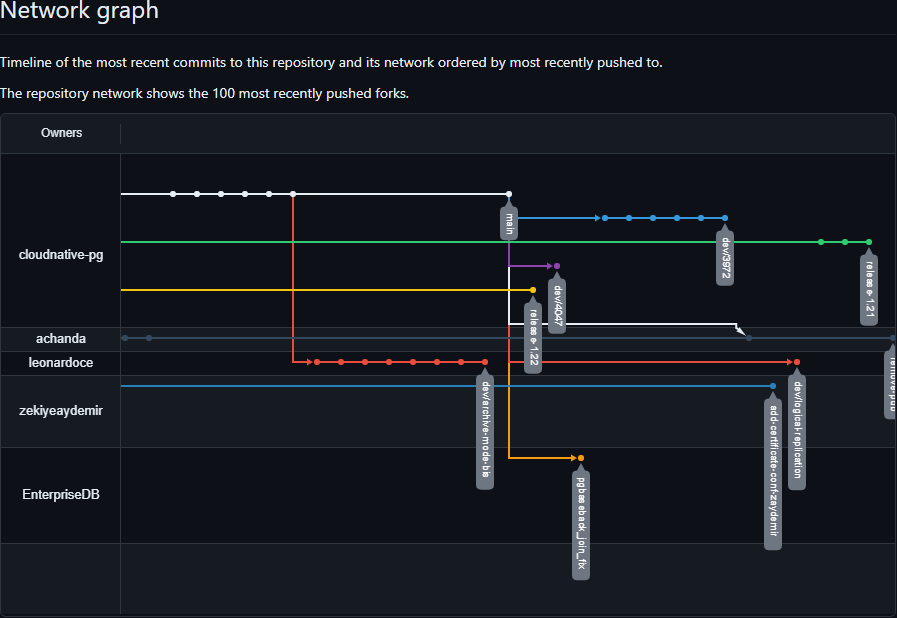 Network graph
Timeline of the most recent commits to this repository and its network ordered by most recently pushed to.
The repository network shows the 100 most recently pushed forks.
Owners
cloudnative-pg
main
dev/3972
dev/4047
release-1.21
release-1.22
achanda
leonardoce
dev/archive-mode-bis
dev/logical-replication
zekiyeaydemir
add-certificate-conf-zaydemir
EnterpriseDB
pgbaseback_join_fix